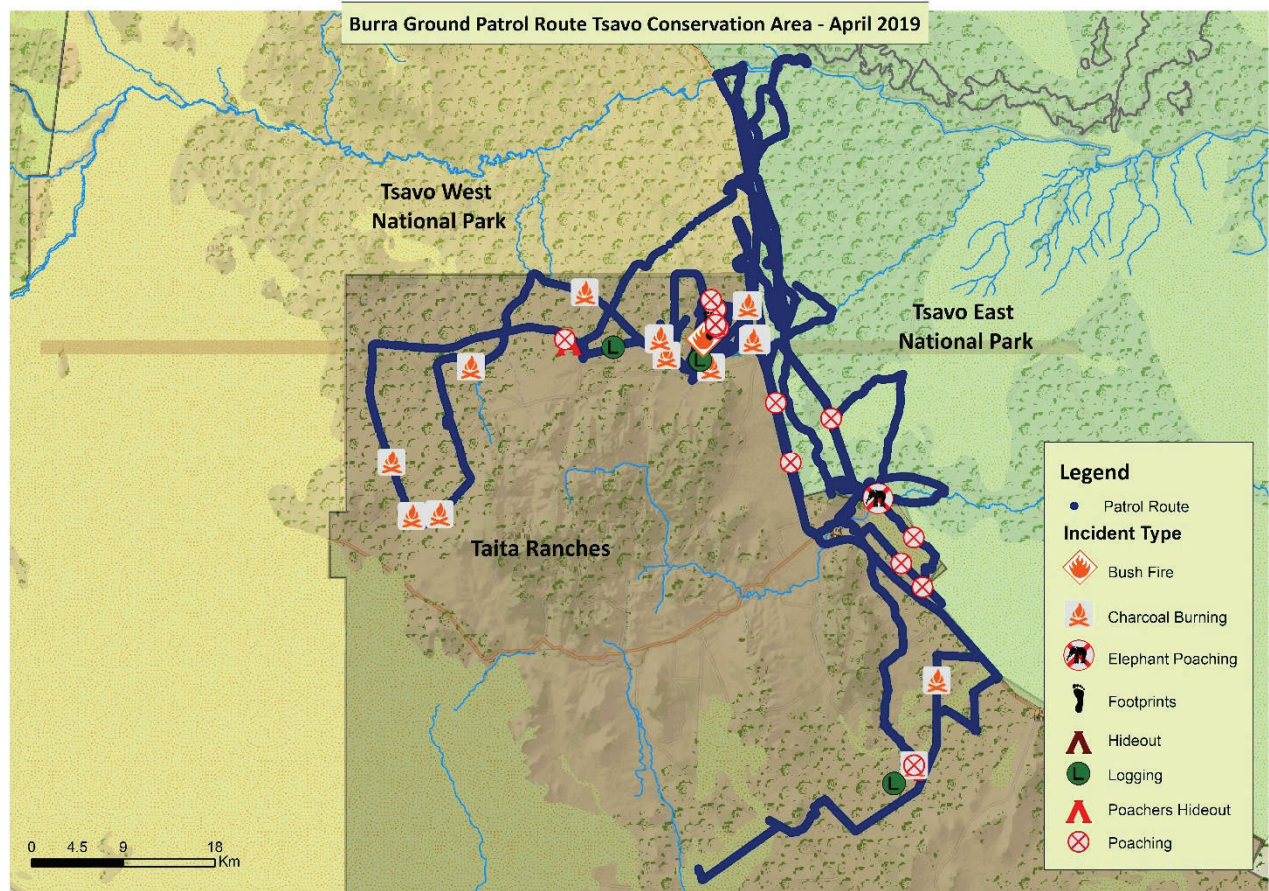 Burra Ground Patrol Route Tsavo Conservation Area - April 2019
Tsavo West
National Park
Tsavo East
National Park
Taita Ranches
Legend
Patrol Route
Incident Type
Bush Fire
Charcoal Burning
Elephant Poaching
Footprints
Hideout
L Logging
Poachers Hideout
Poaching
L
L
L
0 4.5 9 18
Km